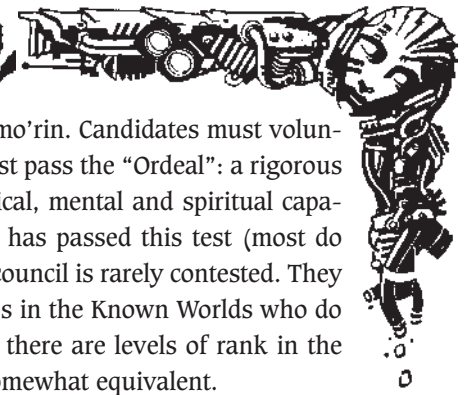 mo’rin. Candidates must volun-
st pass the “Ordeal”: a rigorous
ical, mental and spiritual capa-
has passed this test (most do
council is rarely contested. They
s in the Known Worlds who do
there are levels of rank in the
omewhat equivalent.